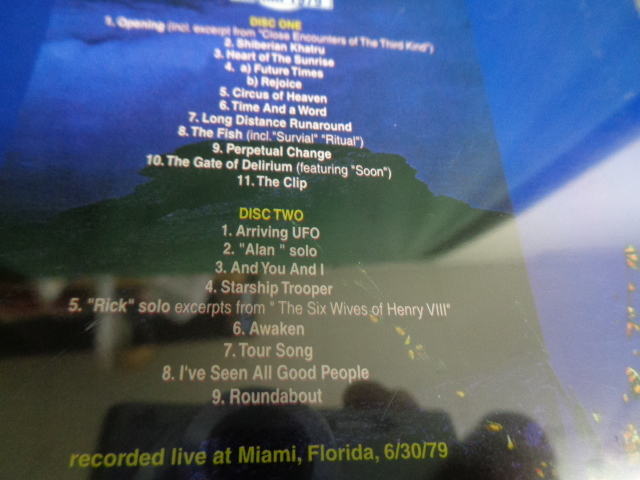 1979
DISC ONE
1. Opening (incl. excerpt from "Close Encounters of The Third Kind")
2. Shiberian Khatru
3. Heart of The Sunrise
4. a) Future Times
b) Rejoice
5. Circus of Heaven
6. Time And a Word
7. Long Distance Runaround
8. The Fish (incl."Survial" "Ritual")
9. Perpetual Change
10. The Gate of Delirium (featuring "Soon")
11. The Clip
DISC TWO
1. Arriving UFO
2. "Alan " solo
3. And You And I
4. Starship Trooper
5. "Rick" solo excerpts from " The Six Wives of Henry VIII"
6. Awaken
7. Tour Song
8. I've Seen All Good People
9. Roundabout
recorded live at Miami, Florida, 6/30/79